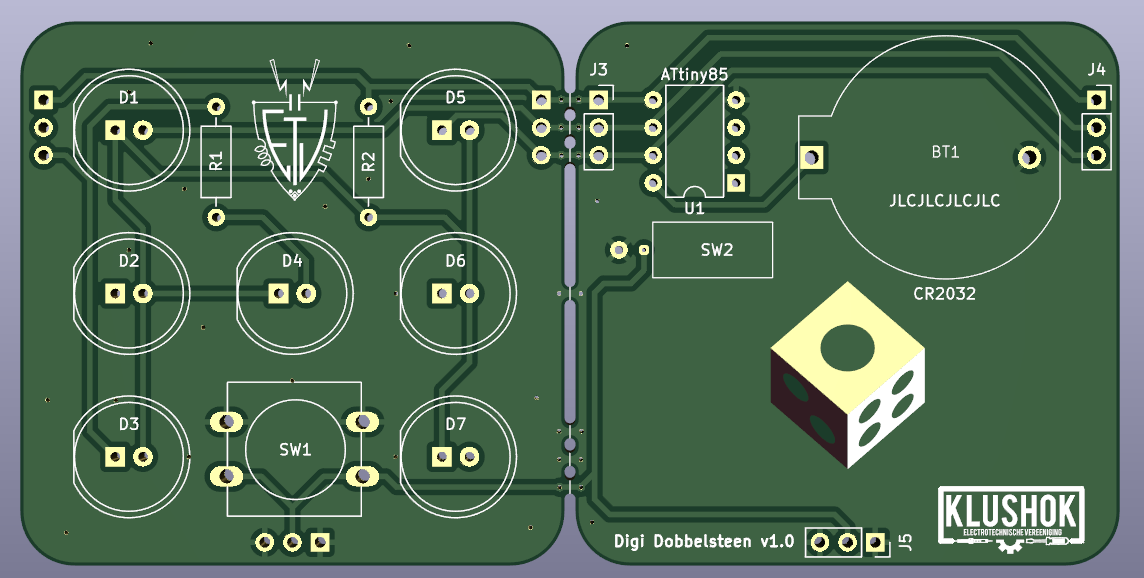 J3
J4
ATtiny85
D1
D5
R1
R2
BT1
JLCJLCJLCJLC
U1
SW2
D2
D4
D6
CR2032
D3
SW1
D7
KLUSHOK
ELECTROTECHNISCHE VEREENIGING
Digi Dobbelsteen v1.0
J5